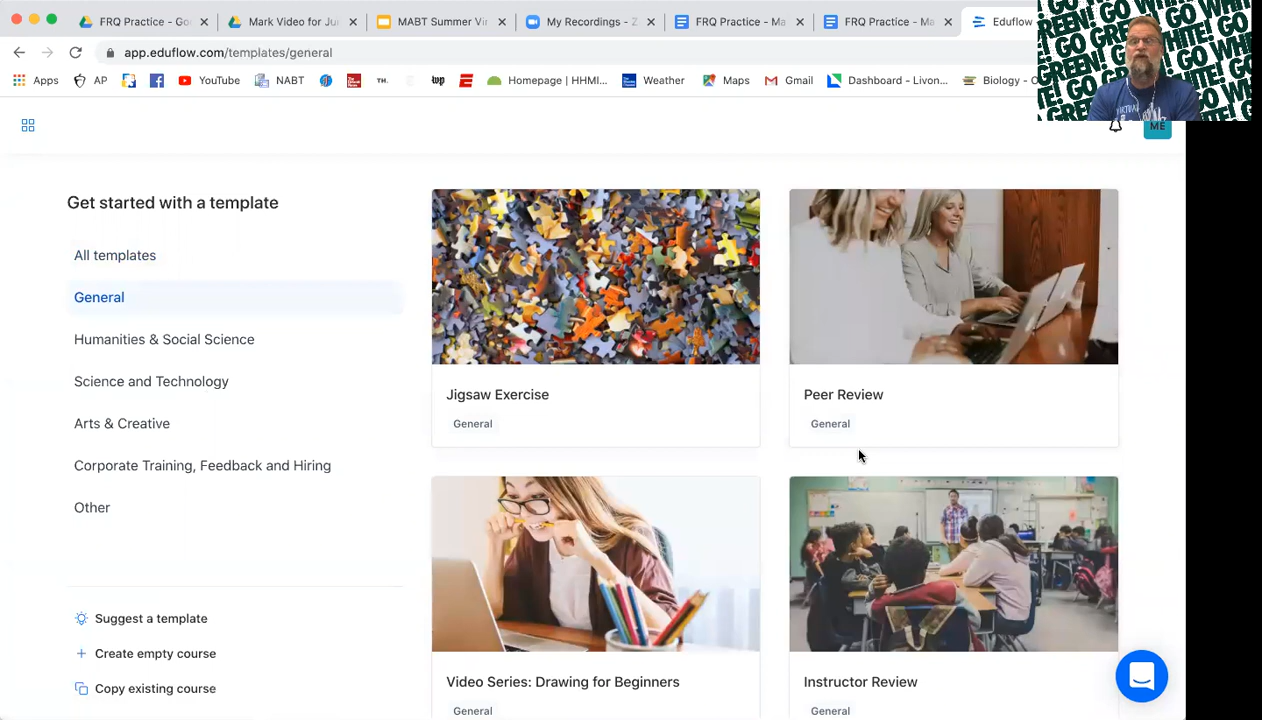 FRQ Practice - Goo
Mark Video for Ju
MABT Summer Vir
My Recordings - Z
FRQ Practice - Ma
FRQ Practice - Ma
Eduflow
app.eduflow.com/templates/general
Apps
AP
YouTube
NABT
TH.
wp
Homepage | HHMI...
Weather
Maps
Gmail
Dashboard - Livon...
Biology - O
GO GREEN! GO WHITE!
ME
Get started with a template
All templates
General
Humanities & Social Science
Science and Technology
Arts & Creative
Corporate Training, Feedback and Hiring
Other
Suggest a template
Create empty course
Copy existing course
Jigsaw Exercise
General
Peer Review
General
Video Series: Drawing for Beginners
General
Instructor Review
General